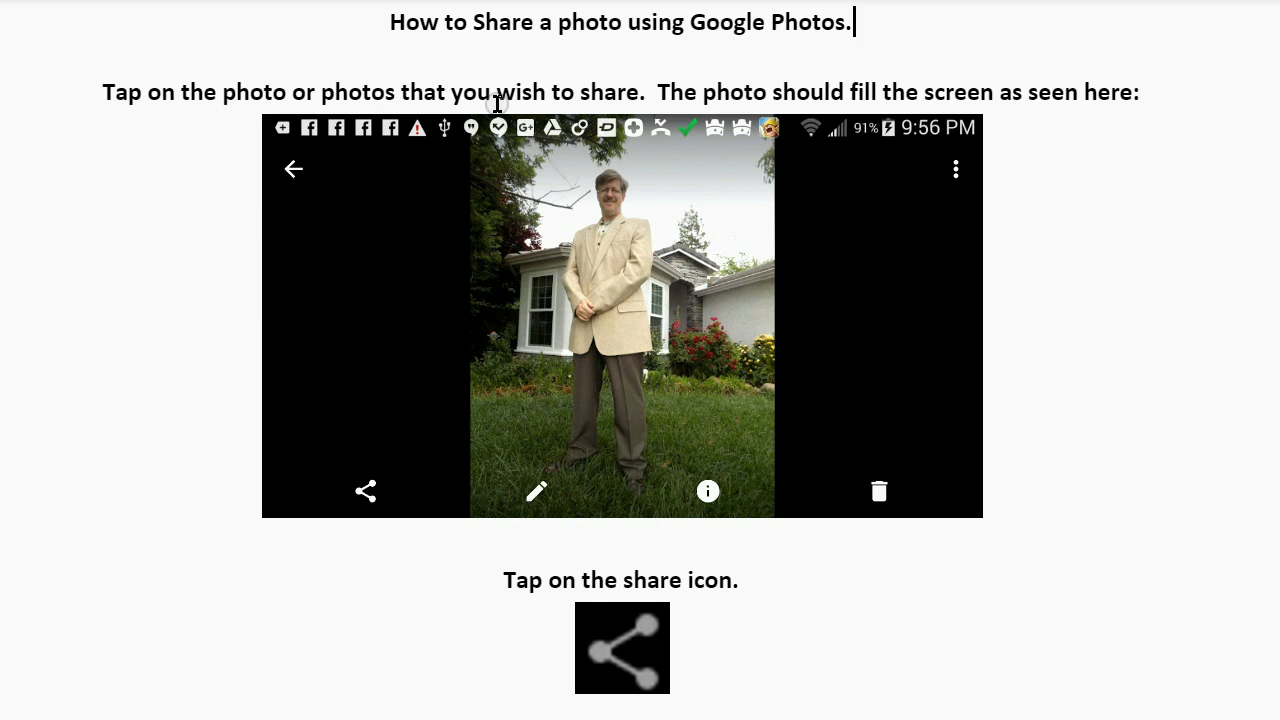 How to Share a photo using Google Photos.
Tap on the photo or photos that you wish to share.  The photo should fill the screen as seen here:
91% 9:56 PM
Tap on the share icon.